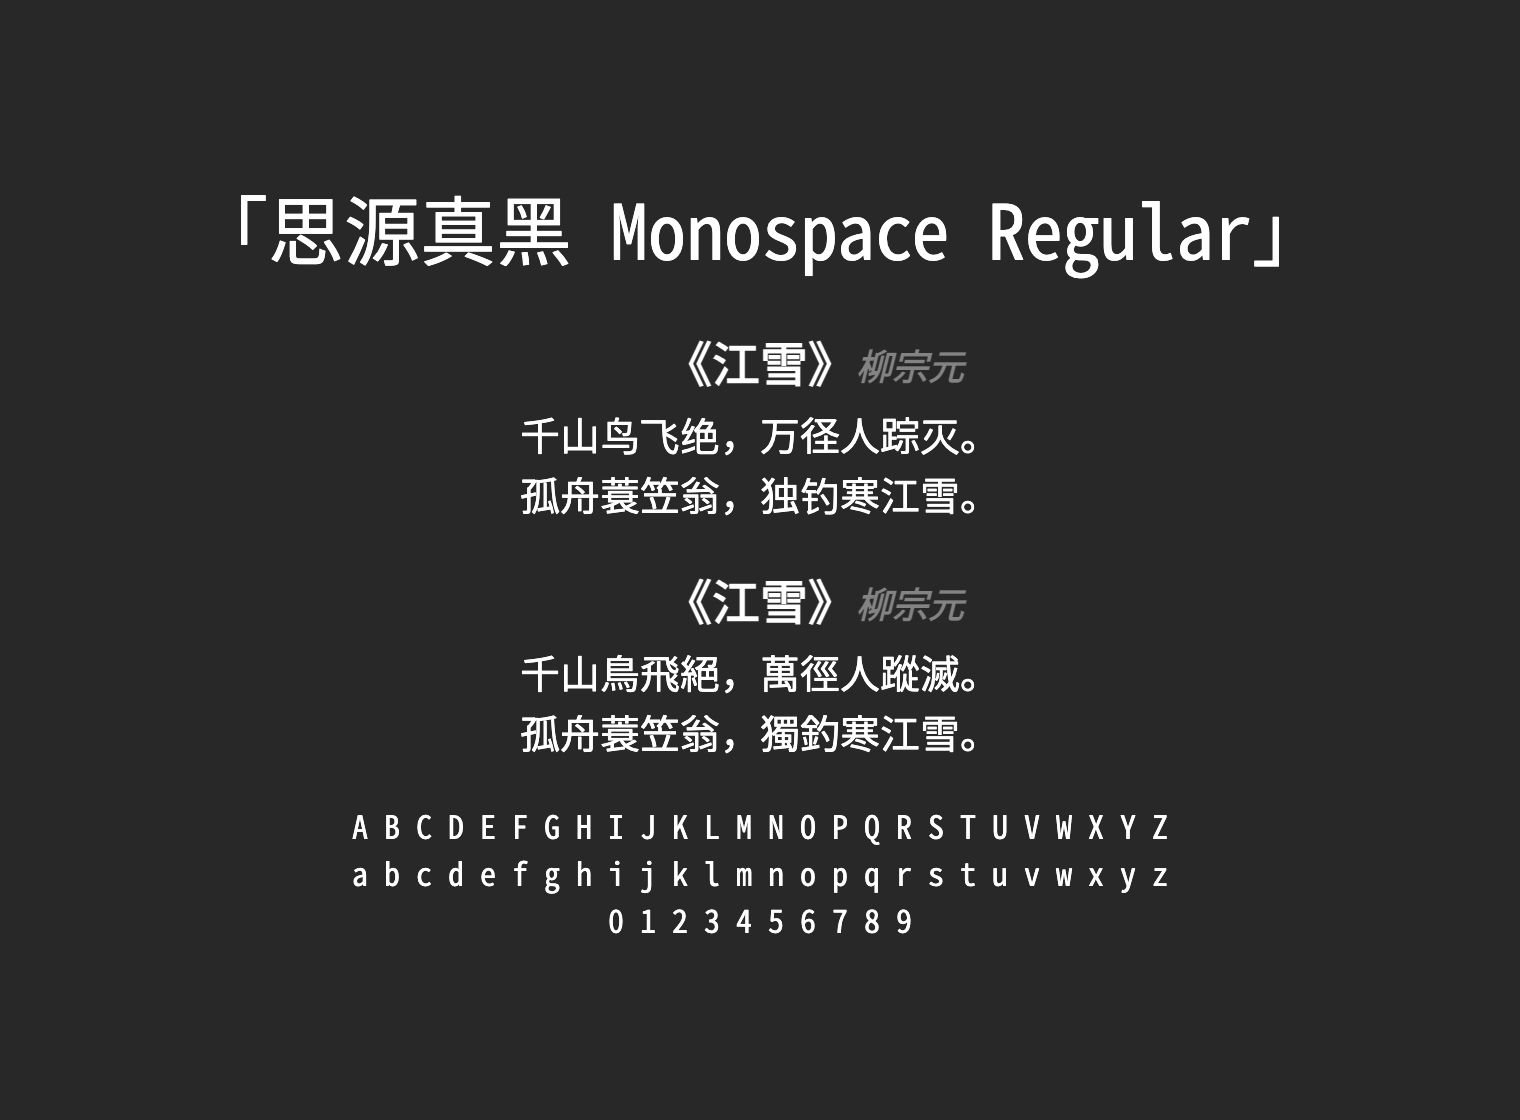 「思源真黑 Monospace Regular」
《江雪》 柳宗元
千山鸟飞绝，万径人踪灭。
孤舟蓑笠翁，独钓寒江雪。
《江雪》 柳宗元
千山鳥飛絕，萬徑人蹤滅。
孤舟蓑笠翁，獨釣寒江雪。
A B C D E F G H I J K L M N O P Q R S T U V W X Y Z
a b c d e f g h i j k l m n o p q r s t u v w x y z
0 1 2 3 4 5 6 7 8 9